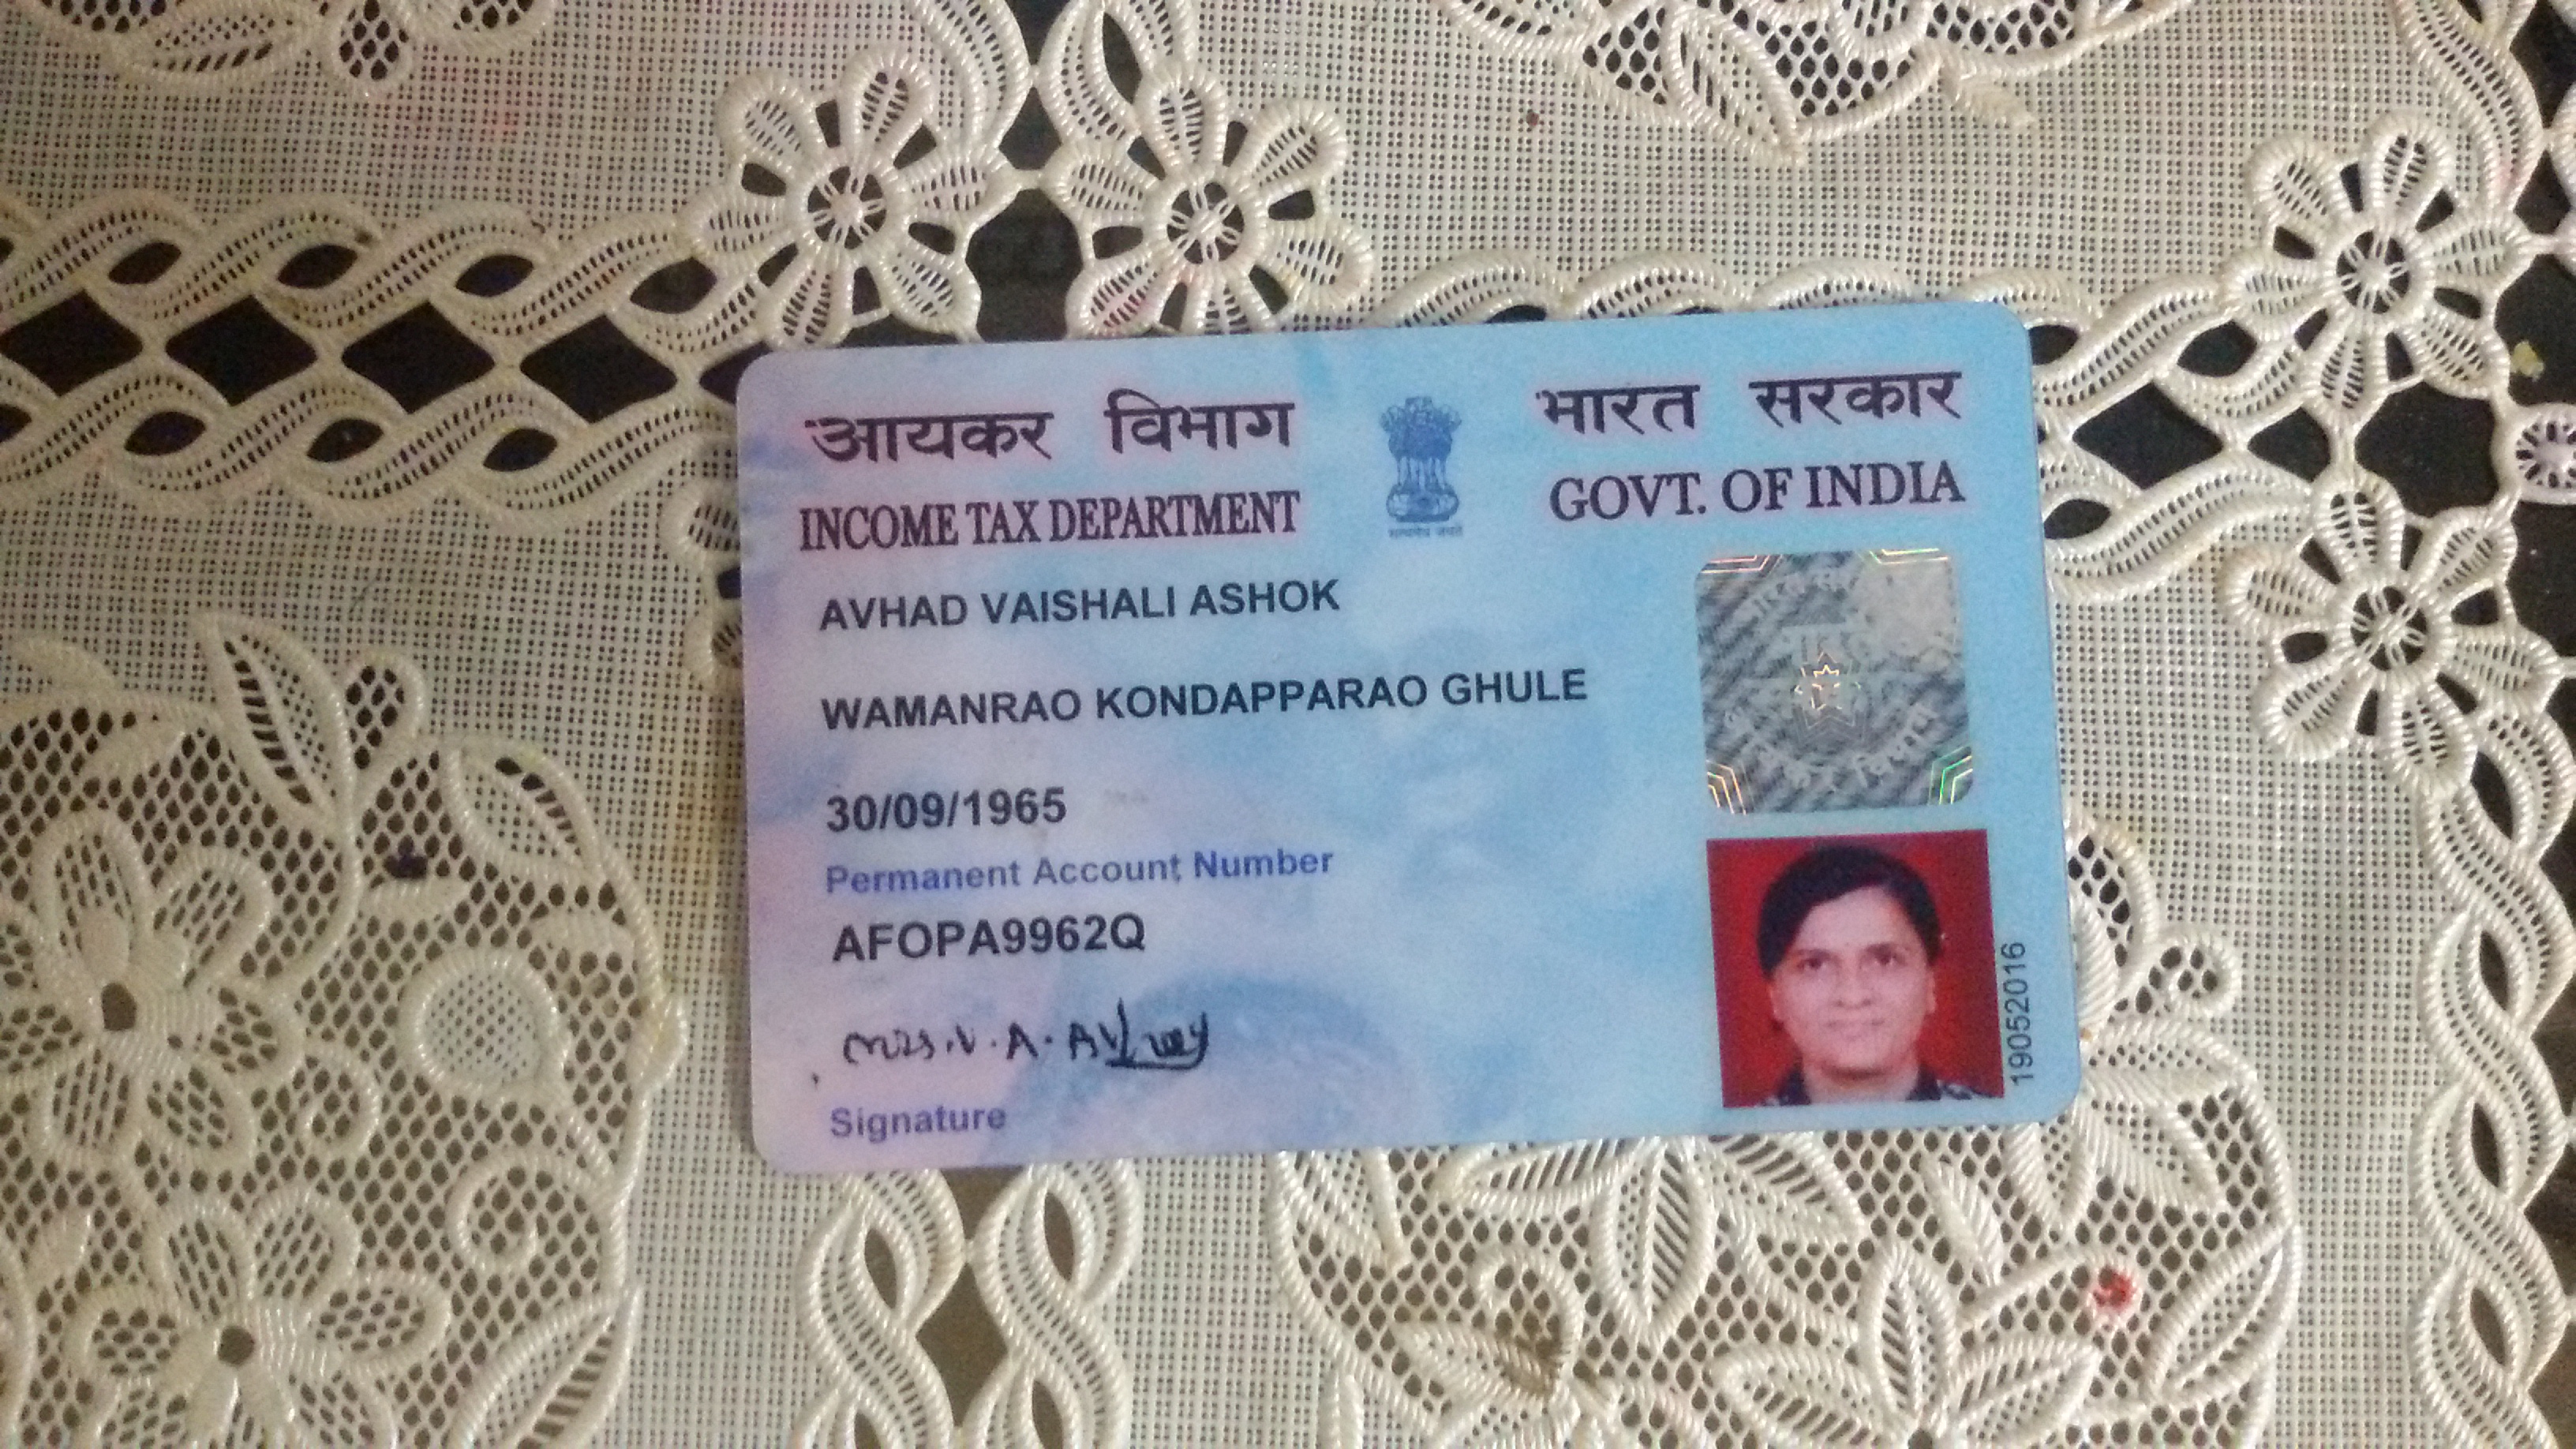 आयकर विभाग
भारत सरकार
INCOME TAX DEPARTMENT
GOVT. OF INDIA
AVHAD VAISHALI ASHOK
WAMANRAO KONDAPPARAO GHULE
30/09/1965
Permanent Account Number
AFOPA9962Q
Mrs. V. A.
Signature
19052016